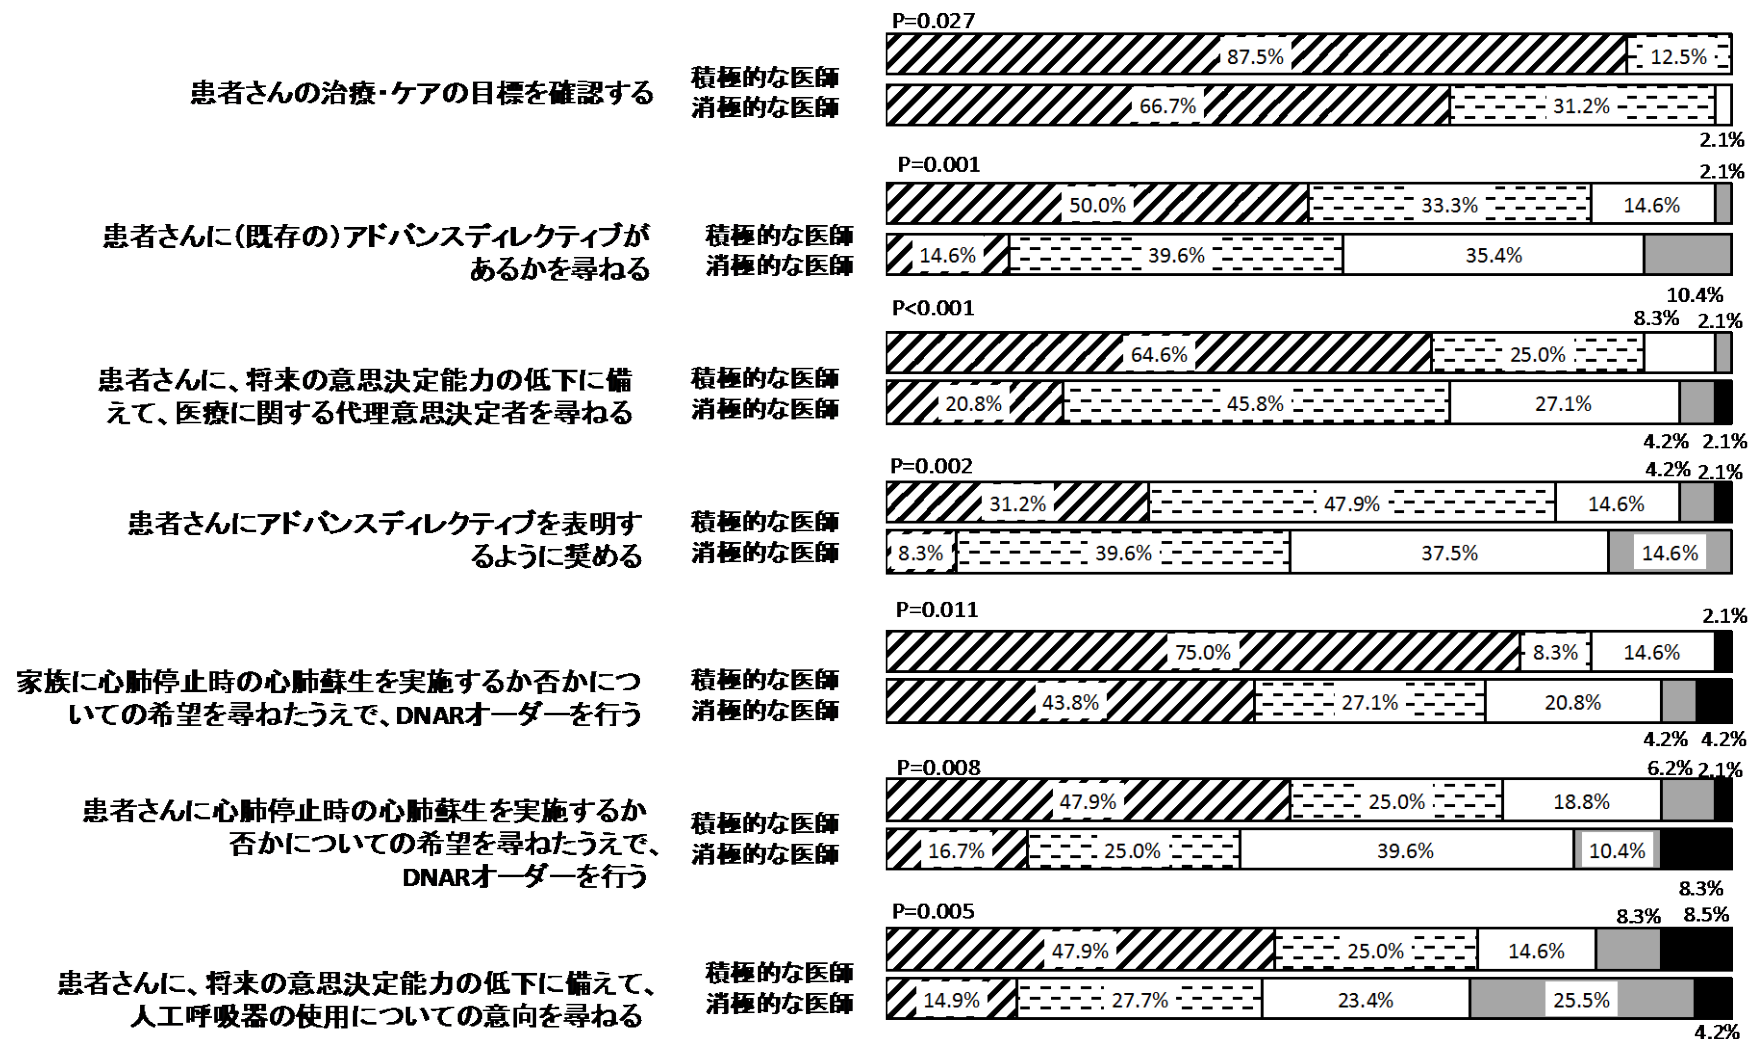 P=0.027
87.5% 12.5%
患者さんの治療・ケアの目標を確認する
積極的な医師
消極的な医師
66.7% 31.2%
2.1%
P=0.001
2.1%
50.0% 33.3% 14.6%
患者さんに(既存の)アドバンスディレクティブが
あるかを尋ねる
積極的な医師
消極的な医師
14.6% 39.6% 35.4%
10.4%
P<0.001
8.3% 2.1%
64.6% 25.0%
患者さんに、将来の意思決定能力の低下に備
えて、医療に関する代理意思決定者を尋ねる
積極的な医師
消極的な医師
20.8% 45.8% 27.1%
4.2% 2.1%
P=0.002
4.2% 2.1%
31.2% 47.9% 14.6%
患者さんにアドバンスディレクティブを表明す
るように奨める
積極的な医師
消極的な医師
8.3% 39.6% 37.5% 14.6%
P=0.011
2.1%
75.0% 8.3% 14.6%
家族に心肺停止時の心肺蘇生を実施するか否かにつ
いての希望を尋ねたうえで、DNARオーダーを行う
積極的な医師
消極的な医師
43.8% 27.1% 20.8%
4.2% 4.2%
P=0.008
6.2% 2.1%
47.9% 25.0% 18.8%
患者さんに心肺停止時の心肺蘇生を実施するか
否かについての希望を尋ねたうえで、
DNARオーダーを行う
積極的な医師
消極的な医師
16.7% 25.0% 39.6% 10.4%
8.3%
P=0.005
8.3% 8.5%
47.9% 25.0% 14.6%
患者さんに、将来の意思決定能力の低下に備えて、
人工呼吸器の使用についての意向を尋ねる
積極的な医師
消極的な医師
14.9% 27.7% 23.4% 25.5%
4.2%